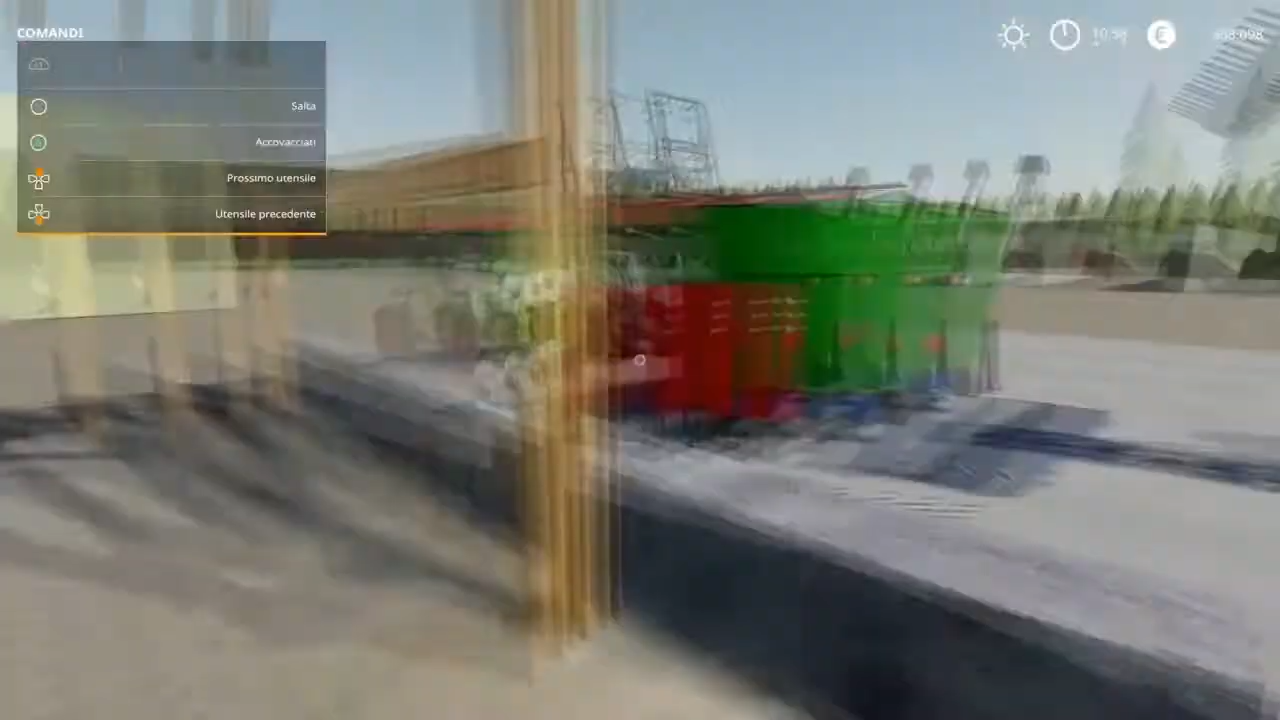 COMANDI
Salta
Accovacciati
Prossimo utensile
Utensile precedente